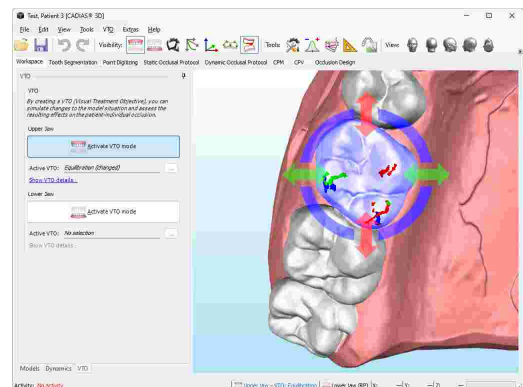 Test, Patient 3 [CADIAS® 3D]
File Edit View Tools VTO Extras Help
Visibility: Tools: View:
Workspace Tooth Segmentation Point Digitizing Static Occlusal Protocol Dynamic Occlusal Protocol CPM CPV Occlusion Design
VTO
VTO
By creating a VTO (Visual Treatment Objective), you can
simulate changes to the model situation and assess the
resulting effects on the patient-individual occlusion.
Upper Jaw
Activate VTO mode
Active VTO: Equilibration (changed) ...
Show VTO details...
Lower Jaw
Activate VTO mode
Active VTO: No selection ...
Show VTO details...
Models Dynamics VTO
Activity: No Activity Upper Jaw - VTO: Equilibration Lower Jaw (RP) X: —| Y: —| Z: —